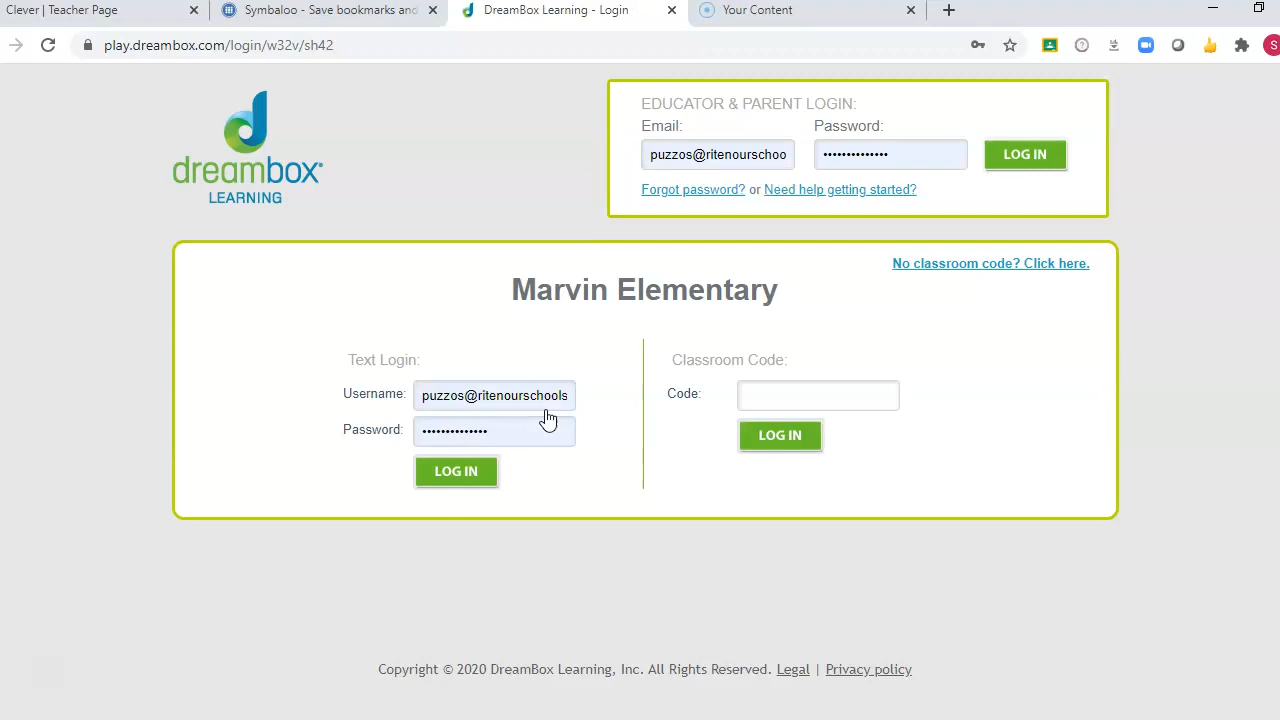 Clever | Teacher Page
Symbaloo - Save bookmarks and
DreamBox Learning - Login
Your Content
play.dreambox.com/login/w32v/sh42
S
dreambox
LEARNING
EDUCATOR & PARENT LOGIN:
Email:
Password:
puzzos@ritenourschoo
••••••••••••••
LOG IN
Forgot password? or Need help getting started?
No classroom code? Click here.
Marvin Elementary
Text Login:
Username:
puzzos@ritenourschools
Password:
••••••••••••••
LOG IN
Classroom Code:
Code:
LOG IN
Copyright © 2020 DreamBox Learning, Inc. All Rights Reserved. Legal | Privacy policy